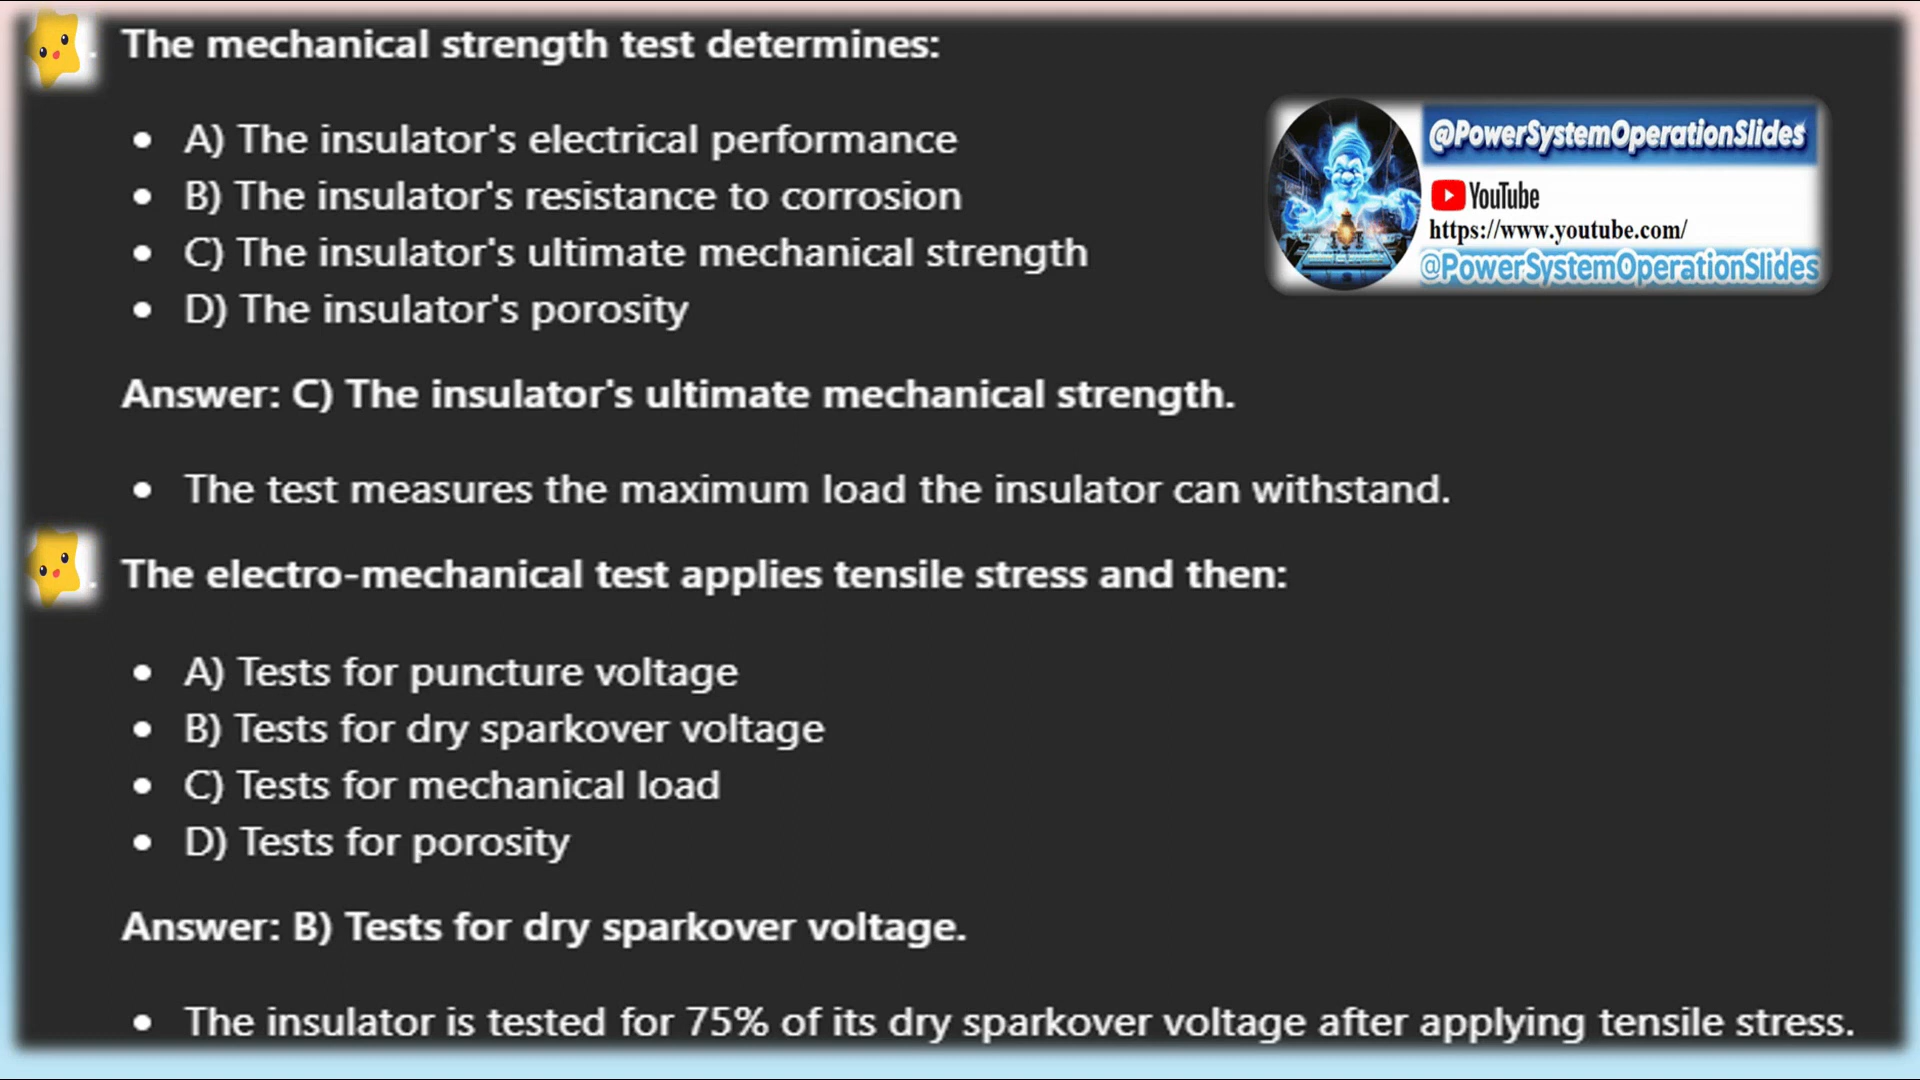 The mechanical strength test determines:
• A) The insulator's electrical performance
• B) The insulator's resistance to corrosion
• C) The insulator's ultimate mechanical strength
• D) The insulator's porosity
@PowerSystemOperationSlides
YouTube
https://www.youtube.com/
@PowerSystemOperationSlides
Answer: C) The insulator's ultimate mechanical strength.
• The test measures the maximum load the insulator can withstand.
. The electro-mechanical test applies tensile stress and then:
• A) Tests for puncture voltage
• B) Tests for dry sparkover voltage
• C) Tests for mechanical load
• D) Tests for porosity
Answer: B) Tests for dry sparkover voltage.
• The insulator is tested for 75% of its dry sparkover voltage after applying tensile stress.